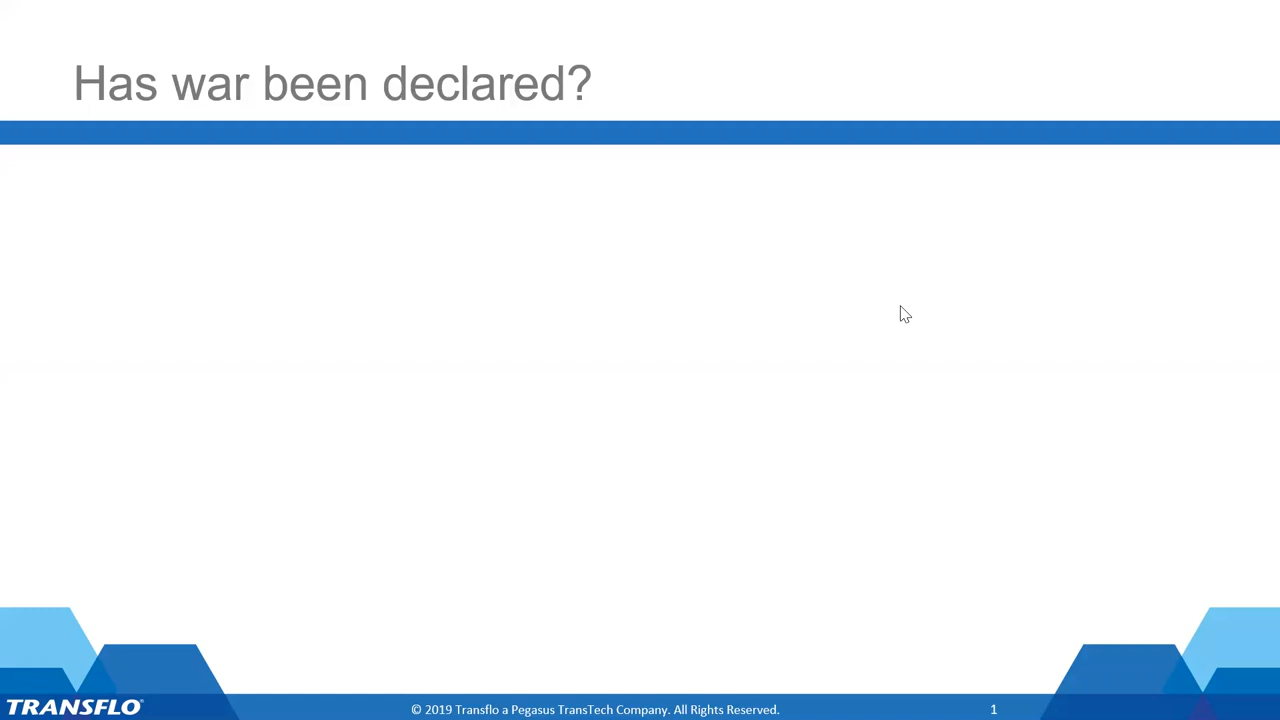 Has war been declared?
TRANSFLO®
© 2019 Transflo a Pegasus TransTech Company. All Rights Reserved.
1